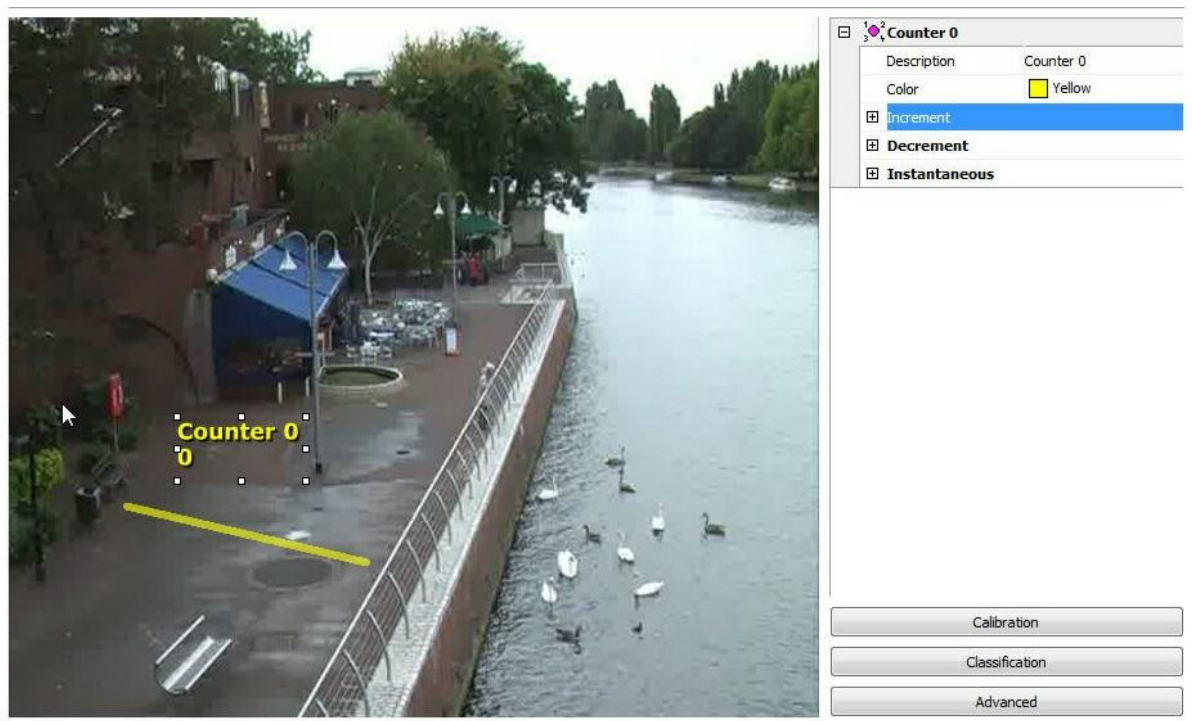 Counter 0
0
Counter 0
Description Counter 0
Color Yellow
Increment
Decrement
Instantaneous
Calibration
Classification
Advanced